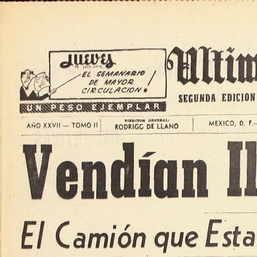 jueves
EL SEMANARIO
DE MAYOR
CIRCULACION!
UN PESO EJEMPLAR
Ultim
SEGUNDA EDICION
AÑO XXVII — TOMO II
DIRECTOR GENERAL:
RODRIGO DE LLANO
MEXICO, D. F.—
Vendían Il
El Camión que Esta